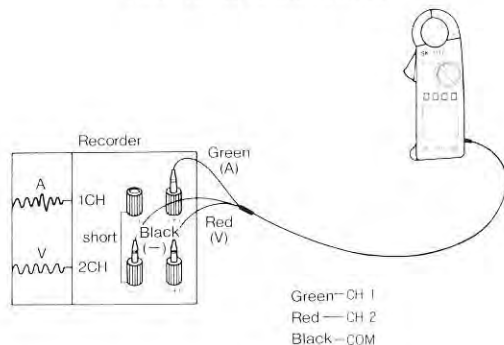 Recorder
Green
(A)
A
1CH
Red
(V)
short
Black
(−)
V
2CH
Green — CH 1
Red — CH 2
Black — COM